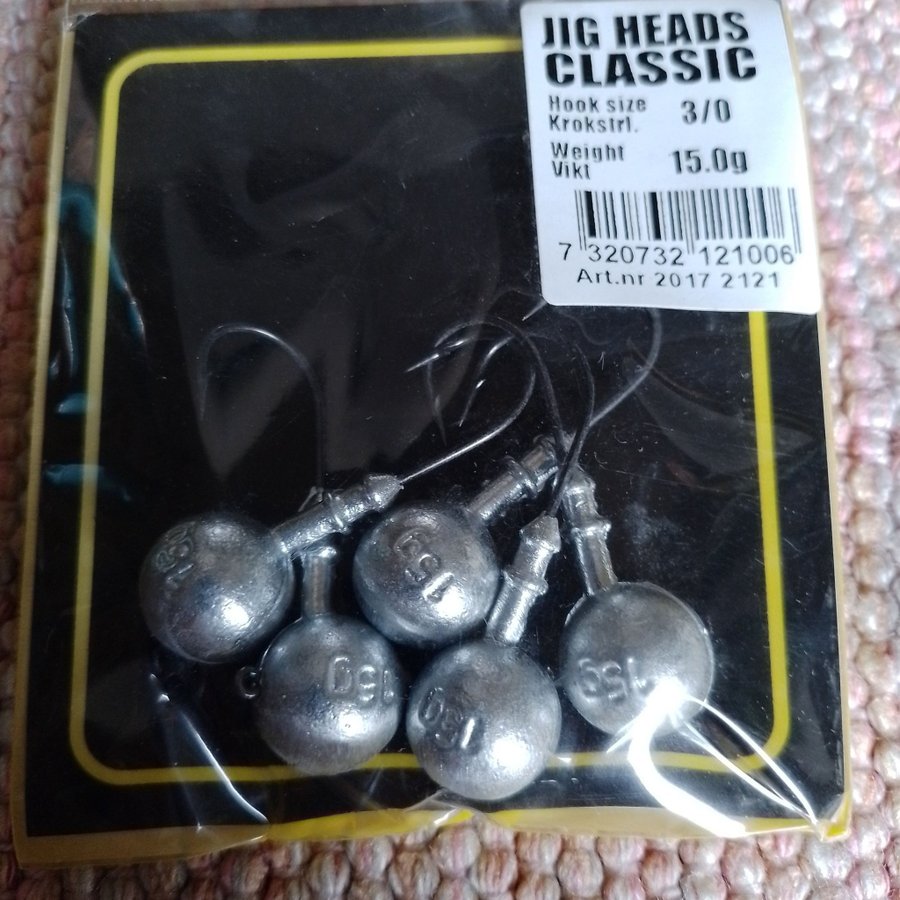 JIG HEADS
CLASSIC
Hook size
Krokstrl. 3/0
Weight
Vikt 15.0g
7 320732 121006
Art.nr 2017 2121
15g
15g
15g
15g
15g